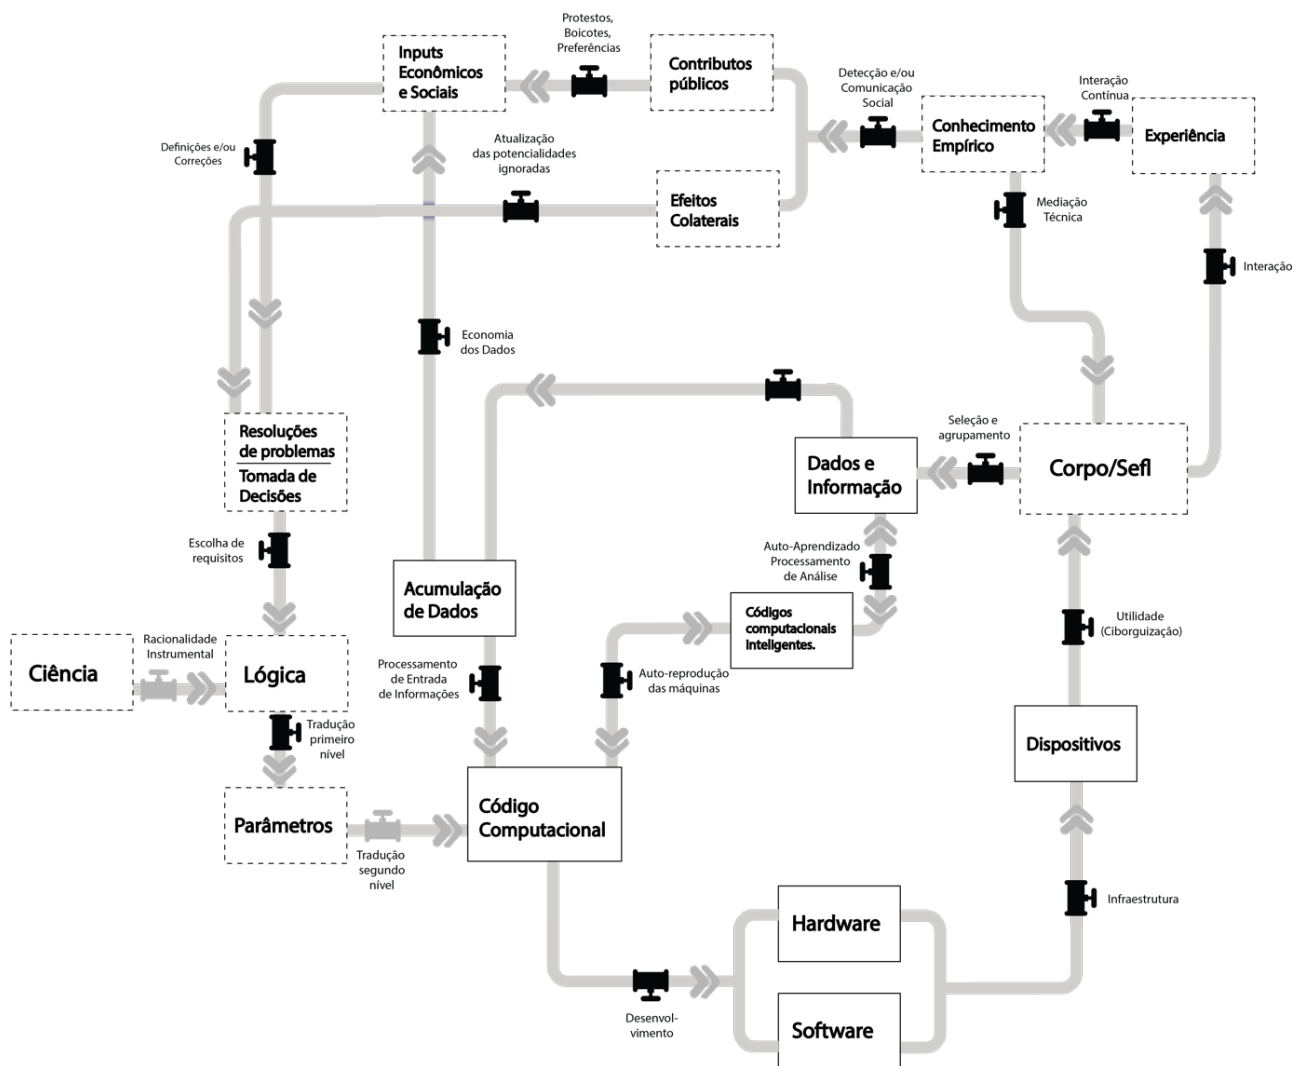 Protestos,
Boicotes,
Preferências
Inputs
Econômicos
e Sociais
Contributos
públicos
Detecção e/ou
Comunicação
Social
Interação
Contínua
Conhecimento
Empírico
Experiência
Definições e/ou
Correções
Atualização
das potencialidades
ignoradas
Efeitos
Colaterais
Mediação
Técnica
Interação
Economia
dos Dados
Resoluções
de problemas
Tomada de
Decisões
Seleção e
agrupamento
Dados e
Informação
Corpo/Sefl
Escolha de
requisitos
Auto-Aprendizado
Processamento
de Análise
Acumulação
de Dados
Códigos
computacionais
inteligentes.
Utilidade
(Ciborguização)
Racionalidade
Instrumental
Ciência
Lógica
Processamento
de Entrada
de Informações
Auto-reprodução
das máquinas
Tradução
primeiro
nível
Dispositivos
Parâmetros
Código
Computacional
Tradução
segundo
nível
Infraestrutura
Hardware
Desenvol-
vimento
Software